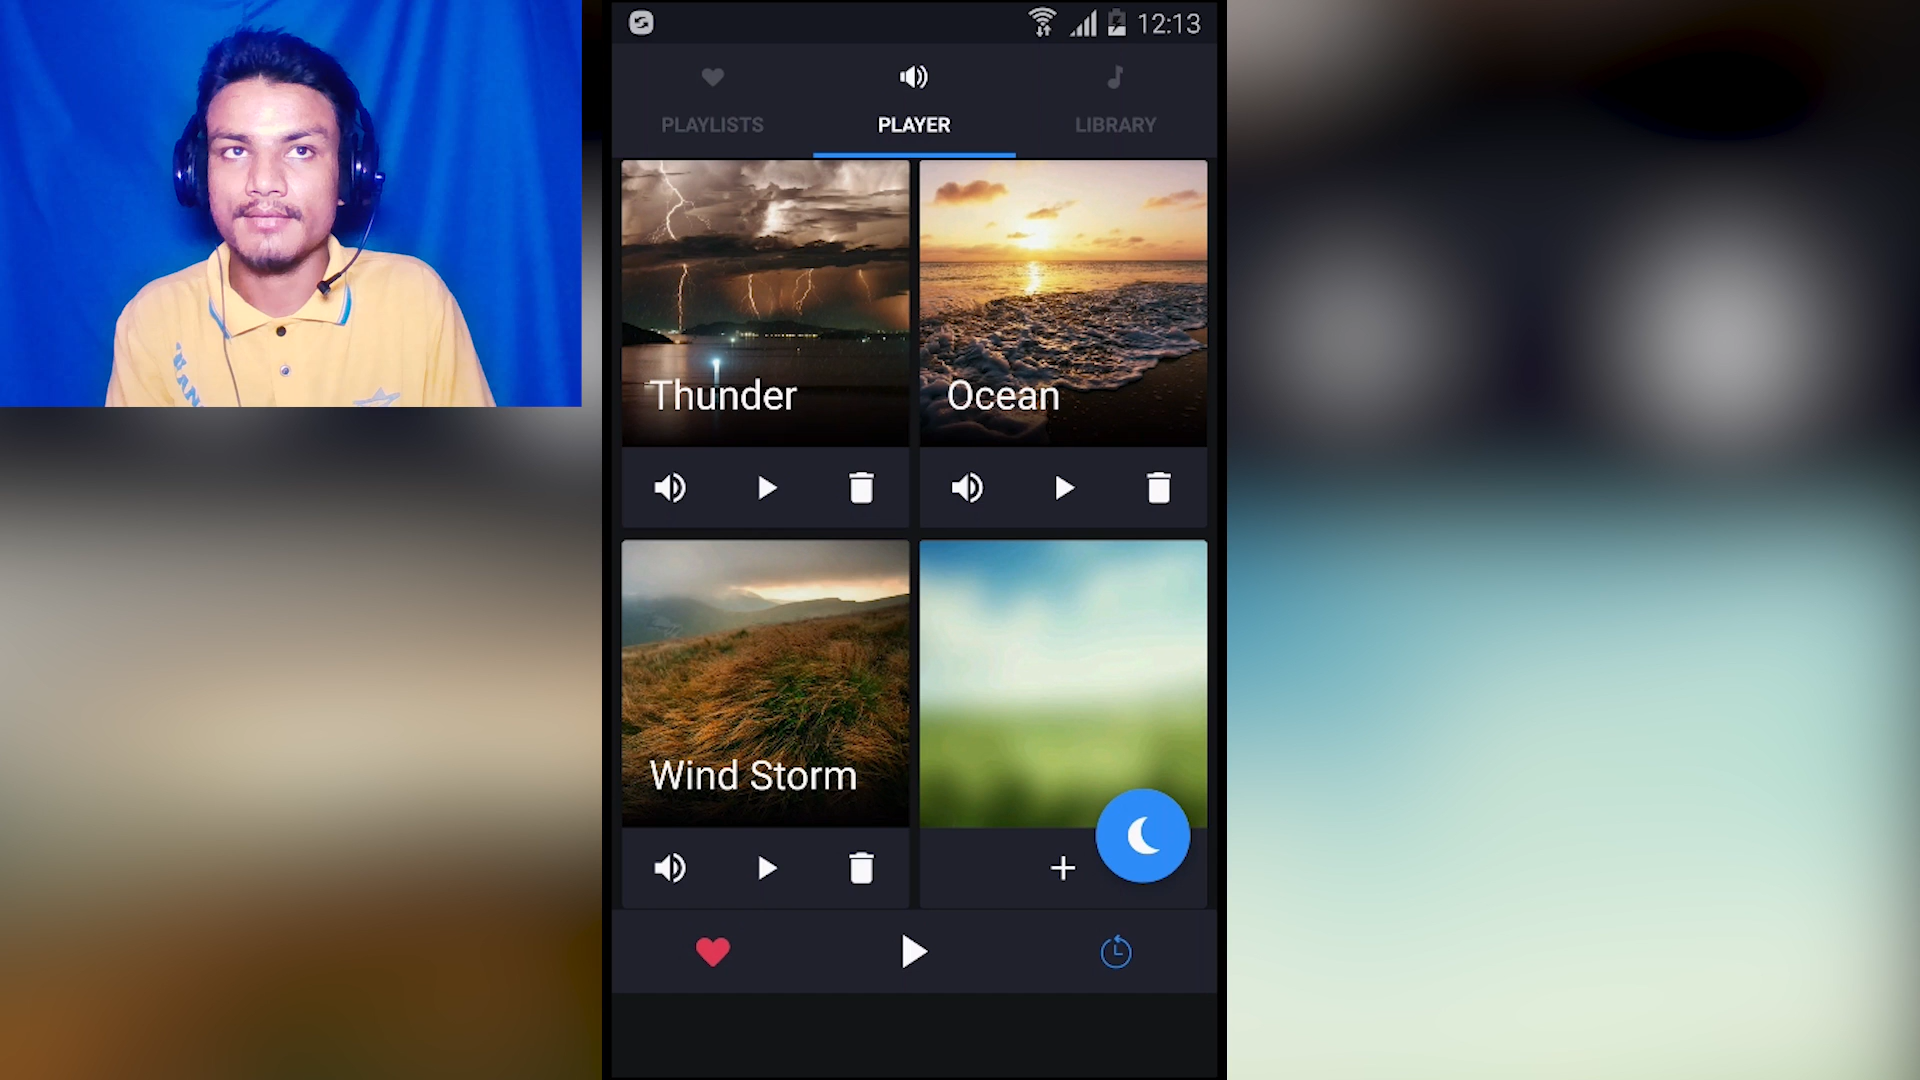 12:13
PLAYLISTS
PLAYER
LIBRARY
Thunder
Ocean
Wind Storm